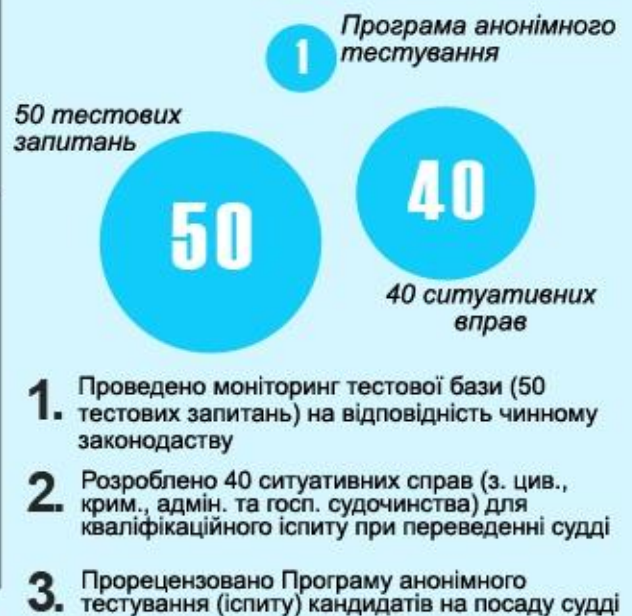 Програма анонімного
1 тестування
50 тестових
запитань
50
40
40 ситуативних
вправ
1. Проведено моніторинг тестової бази (50
тестових запитань) на відповідність чинному
законодаству
2. Розроблено 40 ситуативних справ (з. цив.,
крим., адмін. та госп. судочинства) для
кваліфікаційного іспиту при переведенні судді
3. Прорецензовано Програму анонімного
тестування (іспиту) кандидатів на посаду судді